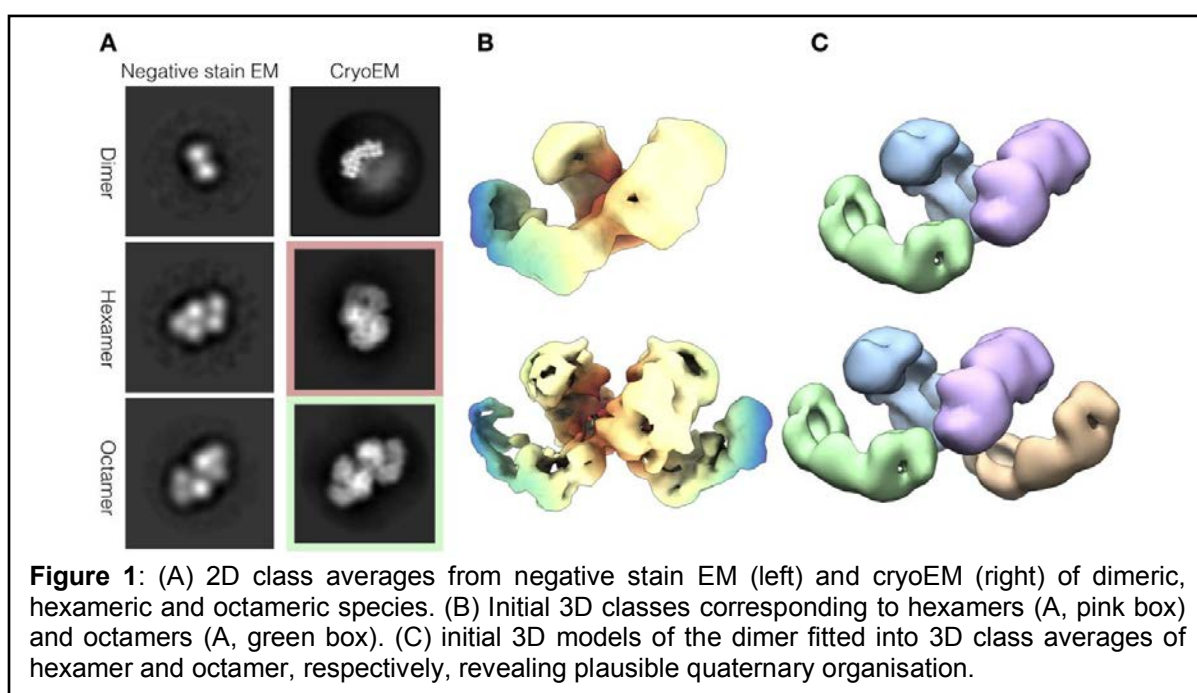 A
B
C
Negative stain EM
CryoEM
Dimer
Hexamer
Octamer
Figure 1: (A) 2D class averages from negative stain EM (left) and cryoEM (right) of dimeric,
hexameric and octameric species. (B) Initial 3D classes corresponding to hexamers (A, pink box)
and octamers (A, green box). (C) initial 3D models of the dimer fitted into 3D class averages of
hexamer and octamer, respectively, revealing plausible quaternary organisation.